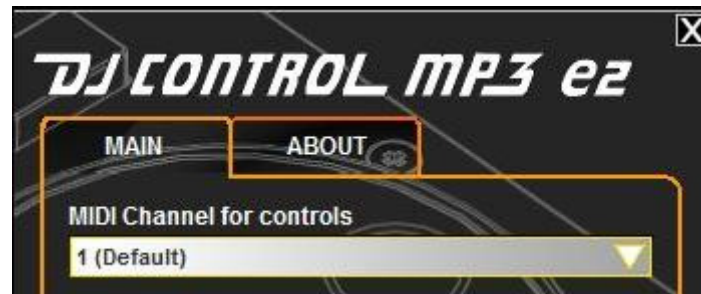 X
DJ CONTROL MP3 e2
MAIN ABOUT
MIDI Channel for controls
1 (Default)